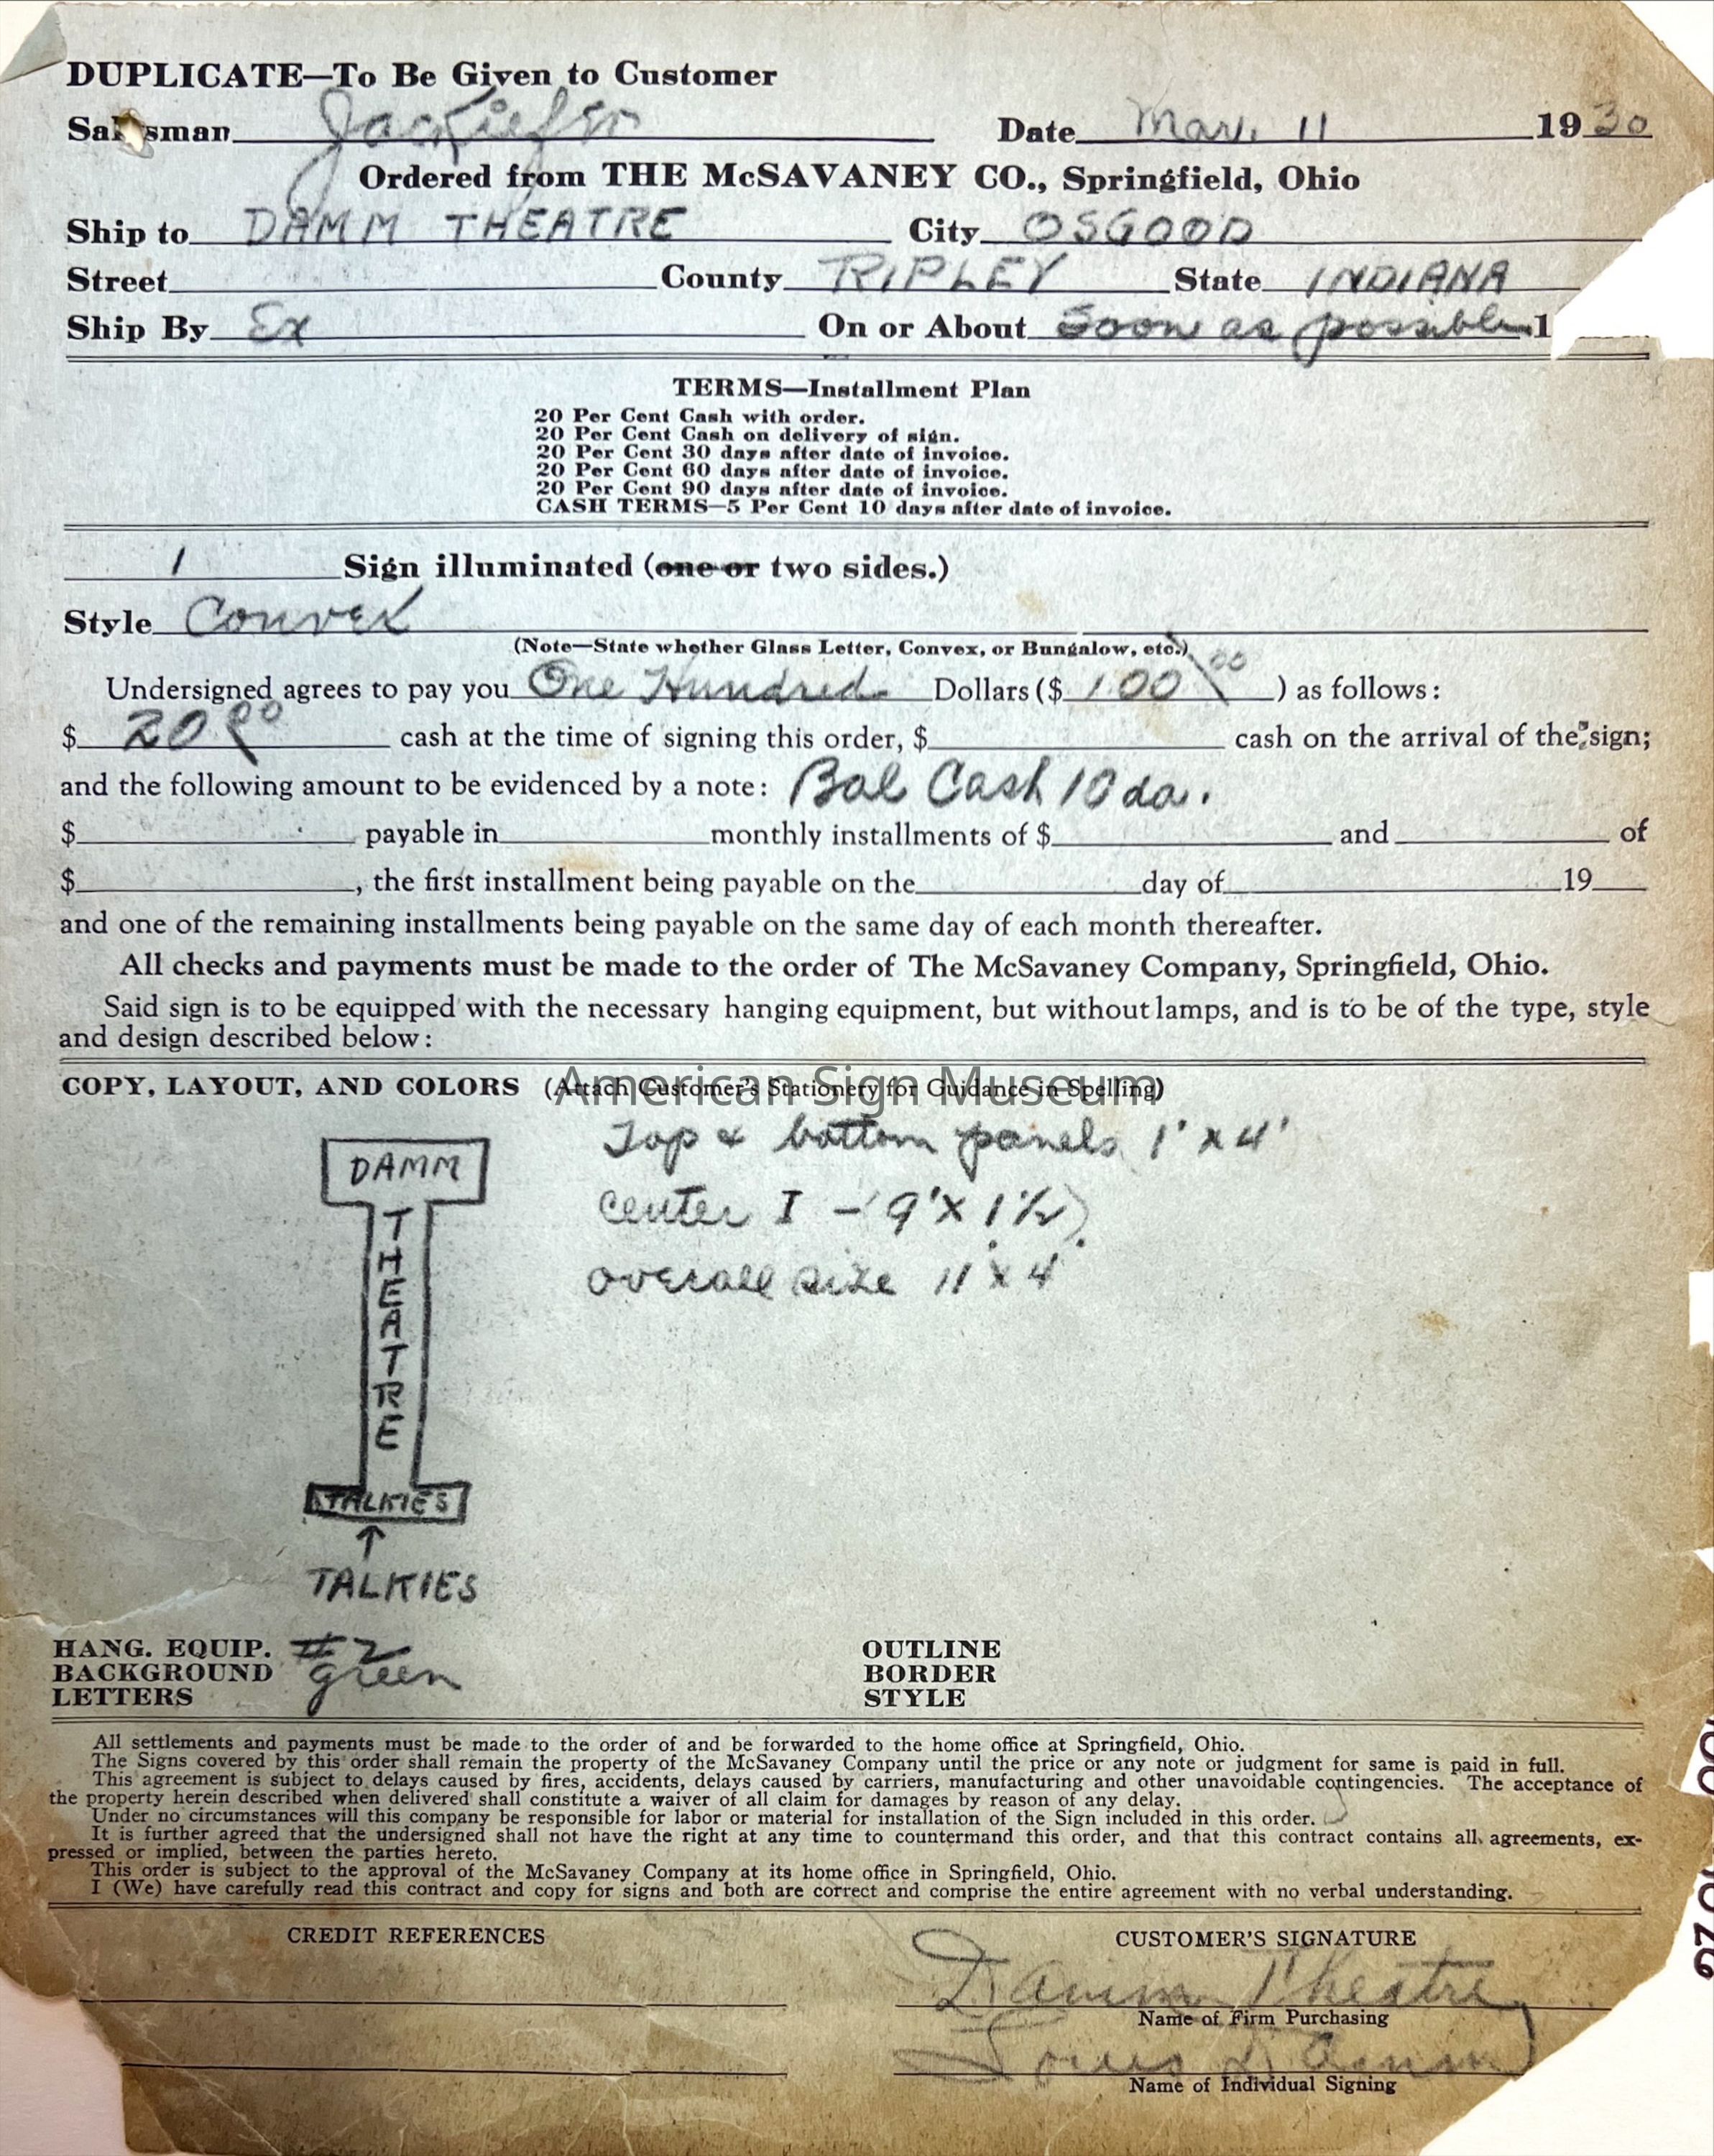 DUPLICATE—To Be Given to Customer
Salesman Date Mar. 11 1930
Ordered from THE McSAVANEY CO., Springfield, Ohio
Ship to DAMM THEATRE City OSGOOD
Street County RIPLEY State INDIANA
Ship By Ex On or About Soon as possible 1
TERMS—Installment Plan
20 Per Cent Cash with order.
20 Per Cent Cash on delivery of sign.
20 Per Cent 30 days after date of invoice.
20 Per Cent 60 days after date of invoice.
20 Per Cent 90 days after date of invoice.
CASH TERMS—5 Per Cent 10 days after date of invoice.
1 Sign illuminated (one or two sides.)
Style Convex
(Note—State whether Glass Letter, Convex, or Bungalow, etc.)
Undersigned agrees to pay you One Hundred Dollars ($ 100 00 ) as follows:
$ 20 00 cash at the time of signing this order, $ cash on the arrival of the sign;
and the following amount to be evidenced by a note: Bal Cash 10 da.
$ payable in monthly installments of $ and of
$ , the first installment being payable on the day of 19
and one of the remaining installments being payable on the same day of each month thereafter.
All checks and payments must be made to the order of The McSavaney Company, Springfield, Ohio.
Said sign is to be equipped with the necessary hanging equipment, but without lamps, and is to be of the type, style
and design described below:
COPY, LAYOUT, AND COLORS (Attach Customer's Stationery for Guidance in Spelling)
American Sign Museum
Top & bottom panels 1' x 4'
center I - 9' x 1 1/2'
overall size 11' x 4'
DAMM
THEATRE
TALKIES
TALKIES
HANG. EQUIP. #2
BACKGROUND green
LETTERS
OUTLINE
BORDER
STYLE
All settlements and payments must be made to the order of and be forwarded to the home office at Springfield, Ohio.
The Signs covered by this order shall remain the property of the McSavaney Company until the price or any note or judgment for same is paid in full.
This agreement is subject to delays caused by fires, accidents, delays caused by carriers, manufacturing and other unavoidable contingencies. The acceptance of
the property herein described when delivered shall constitute a waiver of all claim for damages by reason of any delay.
Under no circumstances will this company be responsible for labor or material for installation of the Sign included in this order.
It is further agreed that the undersigned shall not have the right at any time to countermand this order, and that this contract contains all agreements, ex-
pressed or implied, between the parties hereto.
This order is subject to the approval of the McSavaney Company at its home office in Springfield, Ohio.
I (We) have carefully read this contract and copy for signs and both are correct and comprise the entire agreement with no verbal understanding.
CREDIT REFERENCES
CUSTOMER'S SIGNATURE
Damm Theatre
Name of Firm Purchasing
Louis Damm
Name of Individual Signing